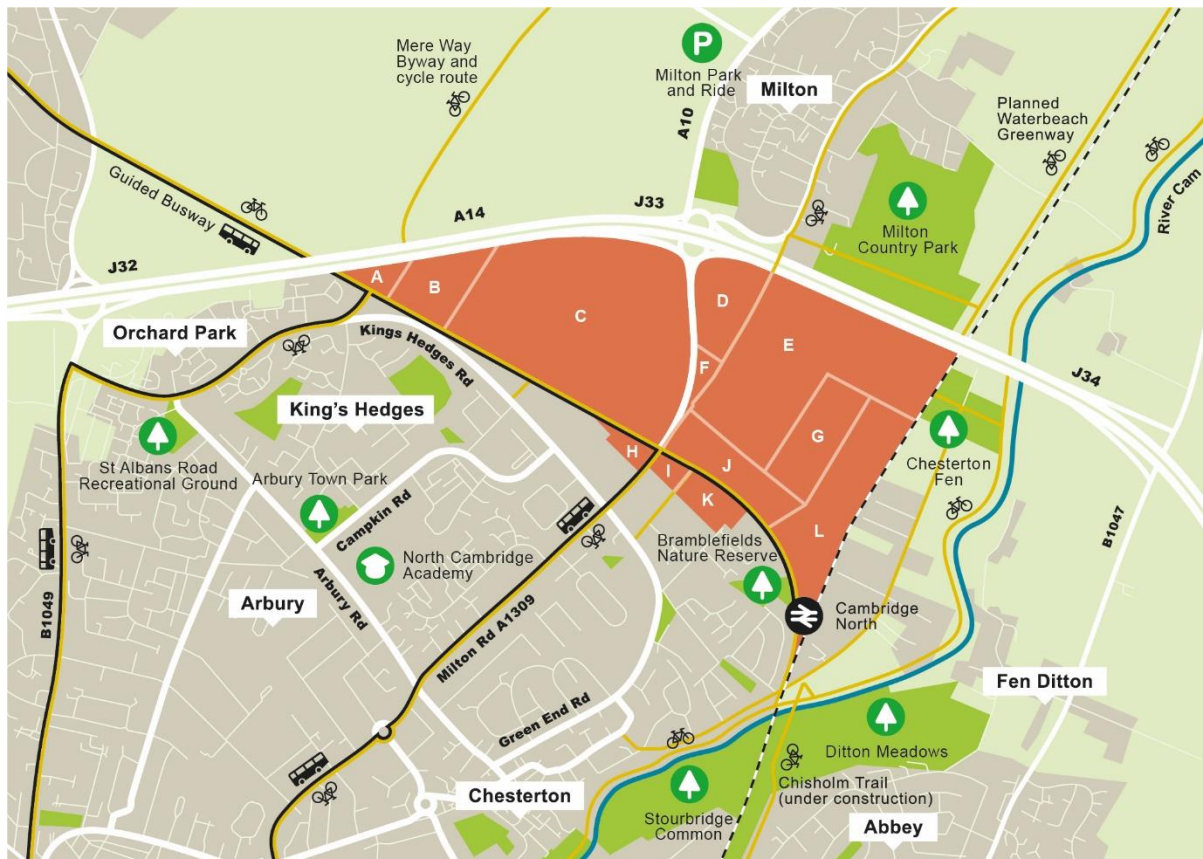 Mere Way
Byway and
cycle route
P
Milton Park
and Ride
A10
Milton
Planned
Waterbeach
Greenway
River Cam
Guided Busway
A14
J33
J32
Milton
Country Park
A
B
C
D
E
F
G
H
I
J
K
L
Orchard Park
Kings Hedges Rd
J34
King's Hedges
St Albans Road
Recreational Ground
Arbury Town Park
Campkin Rd
Chesterton
Fen
North Cambridge
Academy
Bramblefields
Nature Reserve
B1047
B1049
Arbury
Arbury Rd
Milton Rd A1309
Cambridge
North
Fen Ditton
Green End Rd
Ditton Meadows
Chesterton
Chisholm Trail
(under construction)
Stourbridge
Common
Abbey